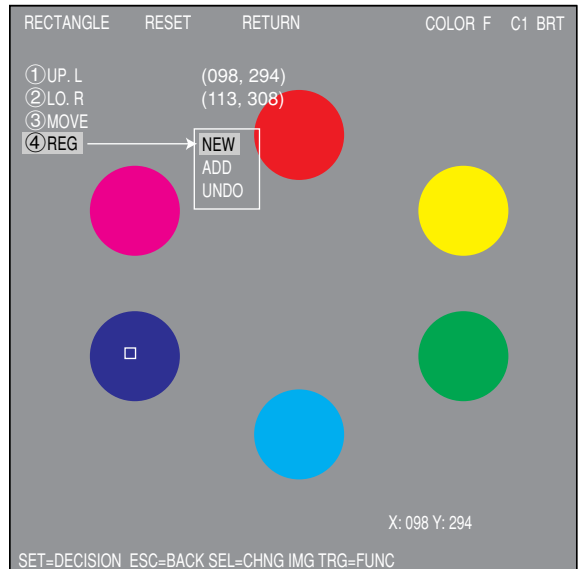 RECTANGLE RESET RETURN COLOR F C1 BRT
①UP. L (098, 294)
②LO. R (113, 308)
③MOVE
④REG NEW
ADD
UNDO
X: 098 Y: 294
SET=DECISION ESC=BACK SEL=CHNG IMG TRG=FUNC